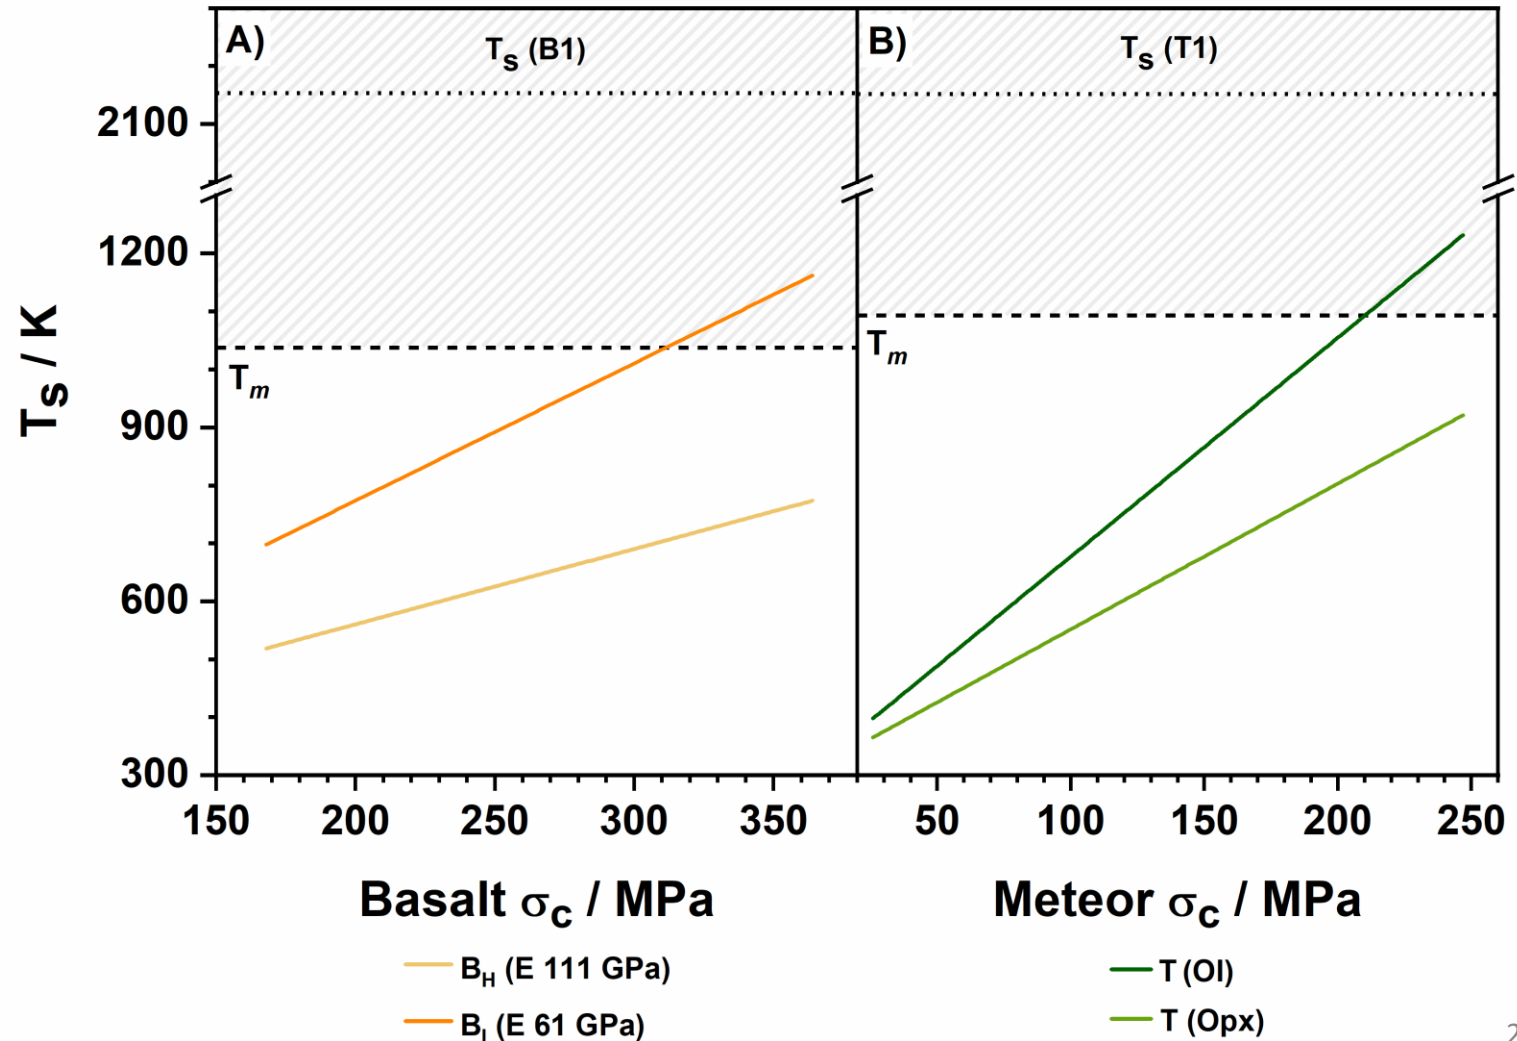 A)
Ts (B1)
B)
Ts (T1)
2100
1200
900
600
300
Ts / K
Tm
Tm
150 200 250 300 350
50 100 150 200 250
Basalt σc / MPa
Meteor σc / MPa
BH (E 111 GPa)
T (Ol)
(E 61 GPa)
T (Opx)